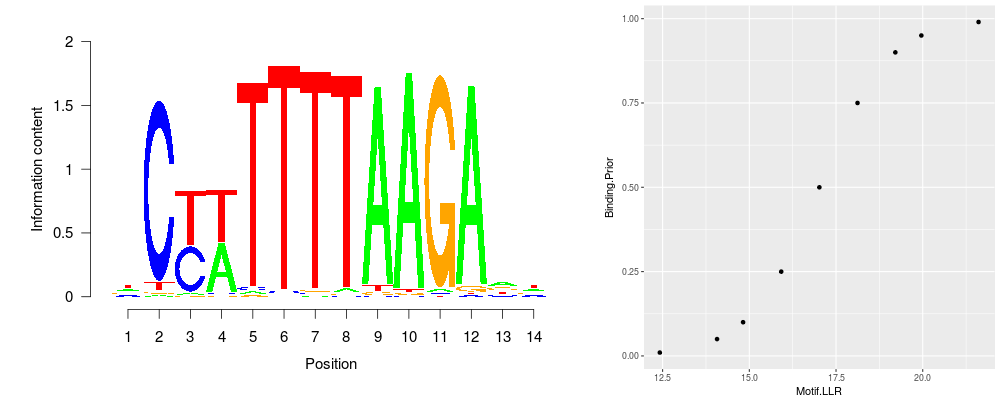 2
1.5
1
0.5
0
Information content
C T T T T T T A A G A
C A
1 2 3 4 5 6 7 8 9 10 11 12 13 14
Position
1.00
0.75
0.50
0.25
0.00
Binding.Prior
12.5 15.0 17.5 20.0
Motif.LLR